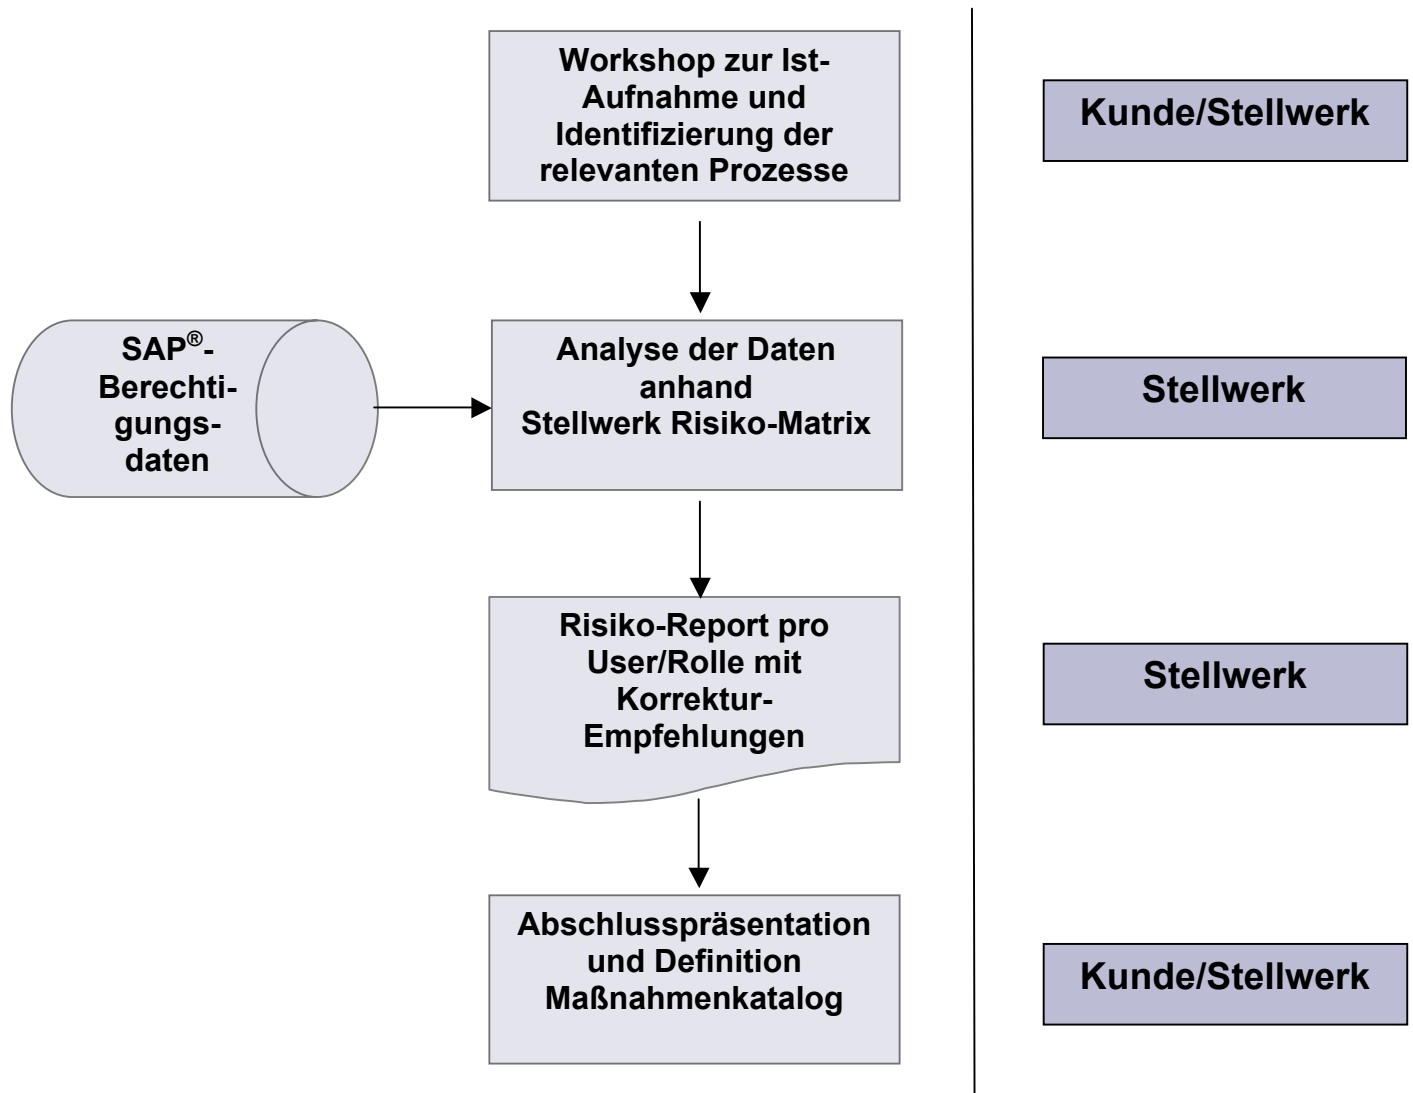 Workshop zur Ist-
Aufnahme und
Identifizierung der
relevanten Prozesse
Kunde/Stellwerk
SAP®-
Berechti-
gungs-
daten
Analyse der Daten
anhand
Stellwerk Risiko-Matrix
Stellwerk
Risiko-Report pro
User/Rolle mit
Korrektur-
Empfehlungen
Stellwerk
Abschlusspräsentation
und Definition
Maßnahmenkatalog
Kunde/Stellwerk